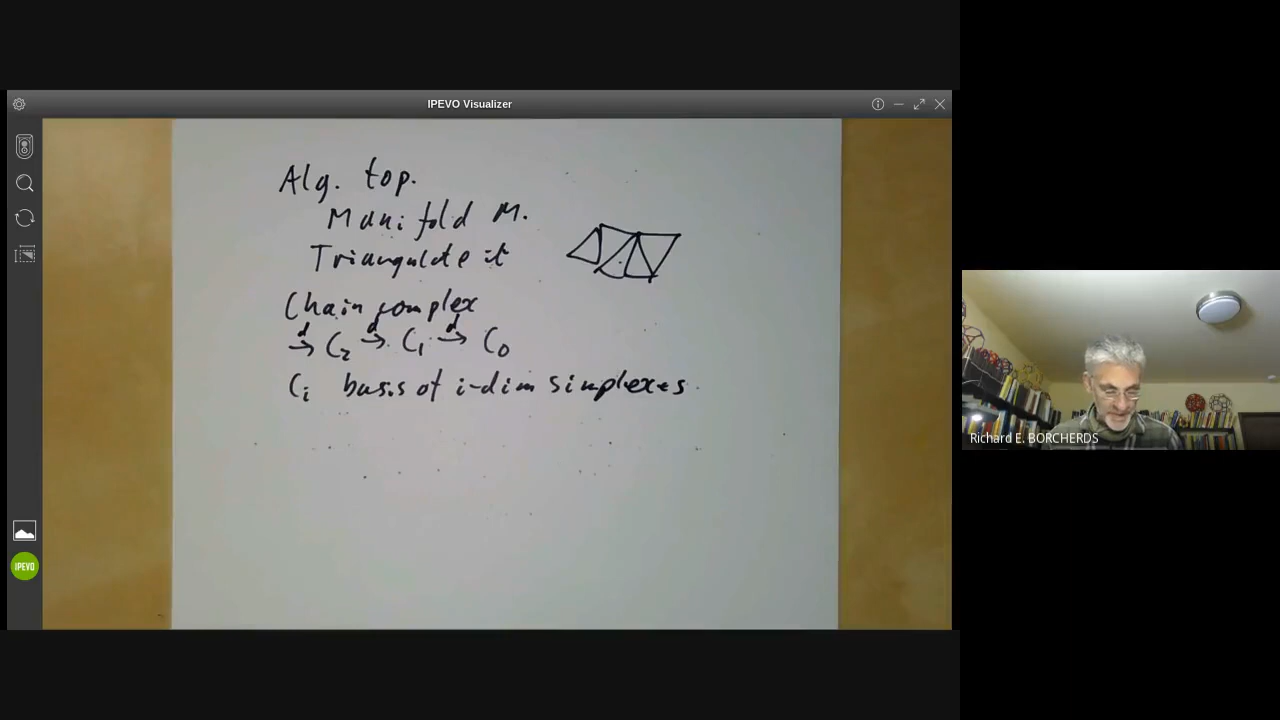 IPEVO Visualizer
Alg. top.
Manifold M.
Triangulate it
Chain complex
d d d
→ C₂ → C₁ → C₀
Cᵢ basis of i-dim simplexes.
IPEVO
Richard E. BORCHERDS